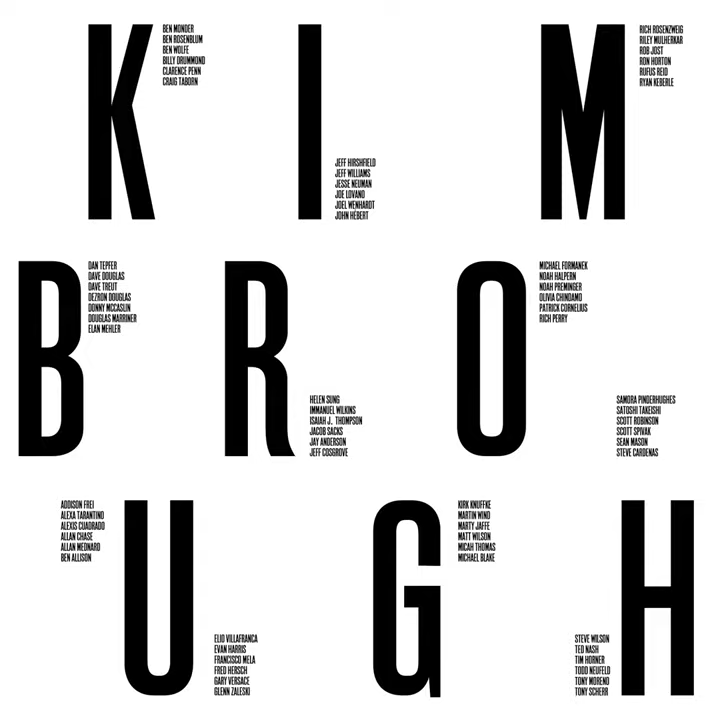 K
BEN MONDER
BEN ROSENBLUM
BEN WOLFE
BILLY DRUMMOND
CLARENCE PENN
CRAIG TABORN
I
JEFF HIRSHFIELD
JEFF WILLIAMS
JESSE NEUMAN
JOE LOVANO
JOEL WENHARDT
JOHN HÉBERT
M
RICH ROSENZWEIG
RILEY MULHERKAR
ROB JOST
RON HORTON
RUFUS REID
RYAN KEBERLE
B
DAN TEPFER
DAVE DOUGLAS
DAVE TREUT
DEZRON DOUGLAS
DONNY MCCASLIN
DOUGLAS MARRINER
ELAN MEHLER
R
HELEN SUNG
IMMANUEL WILKINS
ISAIAH J. THOMPSON
JACOB SACKS
JAY ANDERSON
JEFF COSGROVE
O
MICHAEL FORMANEK
NOAH HALPERN
NOAH PREMINGER
OLIVIA CHINDAMO
PATRICK CORNELIUS
RICH PERRY
SAMORA PINDERHUGHES
SATOSHI TAKEISHI
SCOTT ROBINSON
SCOTT SPIVAK
SEAN MASON
STEVE CARDENAS
ADDISON FREI
ALEXA TARANTINO
ALEXIS CUADRADO
ALLAN CHASE
ALLAN MEDNARD
BEN ALLISON
U
ELIO VILLAFRANCA
EVAN HARRIS
FRANCISCO MELA
FRED HERSCH
GARY VERSACE
GLENN ZALESKI
G
KIRK KNUFFKE
MARTIN WIND
MARTY JAFFE
MATT WILSON
MICAH THOMAS
MICHAEL BLAKE
STEVE WILSON
TED NASH
TIM HORNER
TODD NEUFELD
TONY MORENO
TONY SCHERR
H